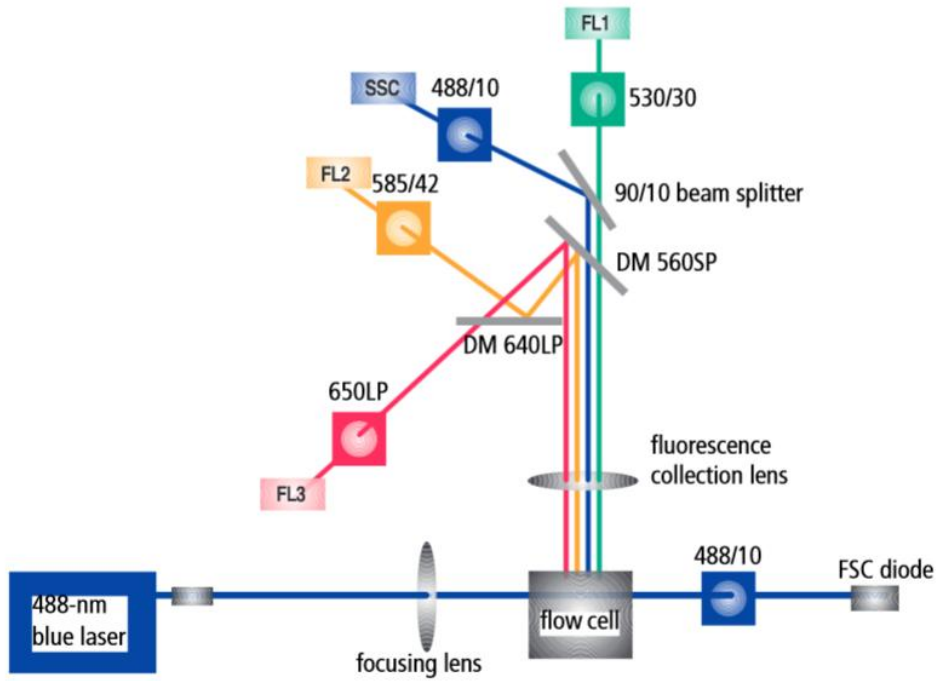 FL1
SSC
488/10
530/30
FL2
585/42
90/10 beam splitter
DM 560SP
DM 640LP
650LP
fluorescence
collection lens
FL3
488/10
FSC diode
488-nm
blue laser
flow cell
focusing lens